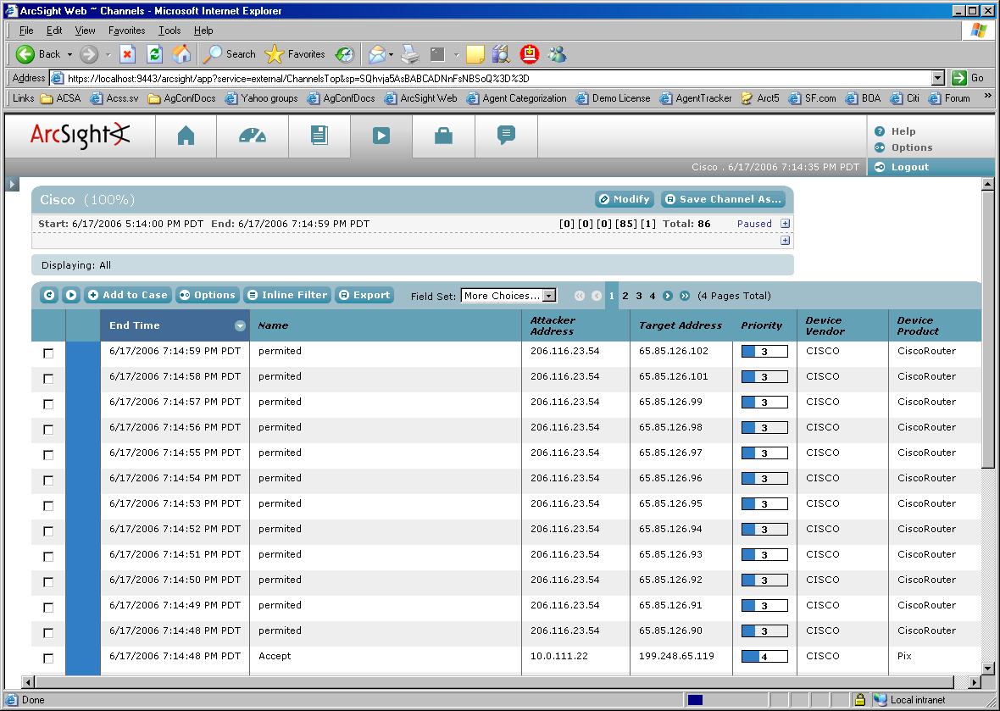 ArcSight Web ~ Channels - Microsoft Internet Explorer
File Edit View Favorites Tools Help
Back Search Favorites
Address https://localhost:9443/arcsight/app?service=external/ChannelsTop&sp=SQhvja5AsBABCADNnFsNBSoQ%3D%3D Go
Links ACSA Acss.sv AgConfDocs Yahoo groups AgConfDocs ArcSight Web Agent Categorization Demo License AgentTracker Arct5 SF.com BOA Citi Forum »
ArcSight
Help
Options
Cisco . 6/17/2006 7:14:35 PM PDT Logout
Cisco (100%) Modify Save Channel As...
Start: 6/17/2006 5:14:00 PM PDT End: 6/17/2006 7:14:59 PM PDT [0] [0] [0] [85] [1] Total: 86 Paused
Displaying: All
Add to Case Options Inline Filter Export Field Set: More Choices... 1 2 3 4 (4 Pages Total)
End Time Name Attacker Address Target Address Priority Device Vendor Device Product
6/17/2006 7:14:59 PM PDT permited 206.116.23.54 65.85.126.102 3 CISCO CiscoRouter
6/17/2006 7:14:58 PM PDT permited 206.116.23.54 65.85.126.101 3 CISCO CiscoRouter
6/17/2006 7:14:57 PM PDT permited 206.116.23.54 65.85.126.99 3 CISCO CiscoRouter
6/17/2006 7:14:56 PM PDT permited 206.116.23.54 65.85.126.98 3 CISCO CiscoRouter
6/17/2006 7:14:55 PM PDT permited 206.116.23.54 65.85.126.97 3 CISCO CiscoRouter
6/17/2006 7:14:54 PM PDT permited 206.116.23.54 65.85.126.96 3 CISCO CiscoRouter
6/17/2006 7:14:53 PM PDT permited 206.116.23.54 65.85.126.95 3 CISCO CiscoRouter
6/17/2006 7:14:52 PM PDT permited 206.116.23.54 65.85.126.94 3 CISCO CiscoRouter
6/17/2006 7:14:51 PM PDT permited 206.116.23.54 65.85.126.93 3 CISCO CiscoRouter
6/17/2006 7:14:50 PM PDT permited 206.116.23.54 65.85.126.92 3 CISCO CiscoRouter
6/17/2006 7:14:49 PM PDT permited 206.116.23.54 65.85.126.91 3 CISCO CiscoRouter
6/17/2006 7:14:48 PM PDT permited 206.116.23.54 65.85.126.90 3 CISCO CiscoRouter
6/17/2006 7:14:48 PM PDT Accept 10.0.111.22 199.248.65.119 4 CISCO Pix
Done Local intranet